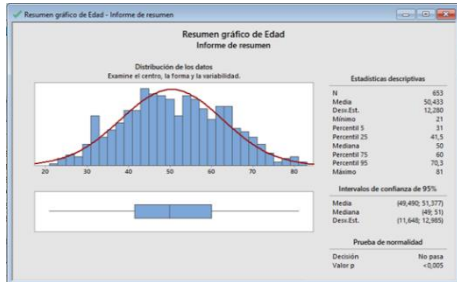 Resumen gráfico de Edad - Informe de resumen
Resumen gráfico de Edad
Informe de resumen
Distribución de los datos
Examine el centro, la forma y la variabilidad.
20 30 40 50 60 70 80
Estadísticas descriptivas
N 653
Media 50,433
Desv.Est. 12,280
Mínimo 21
Percentil 5 31
Percentil 25 41,5
Mediana 50
Percentil 75 60
Percentil 95 70,3
Máximo 81
Intervalos de confianza de 95%
Media (49,490; 51,377)
Mediana (49; 51)
Desv.Est. (11,648; 12,985)
Prueba de normalidad
Decisión No pasa
Valor p <0,005